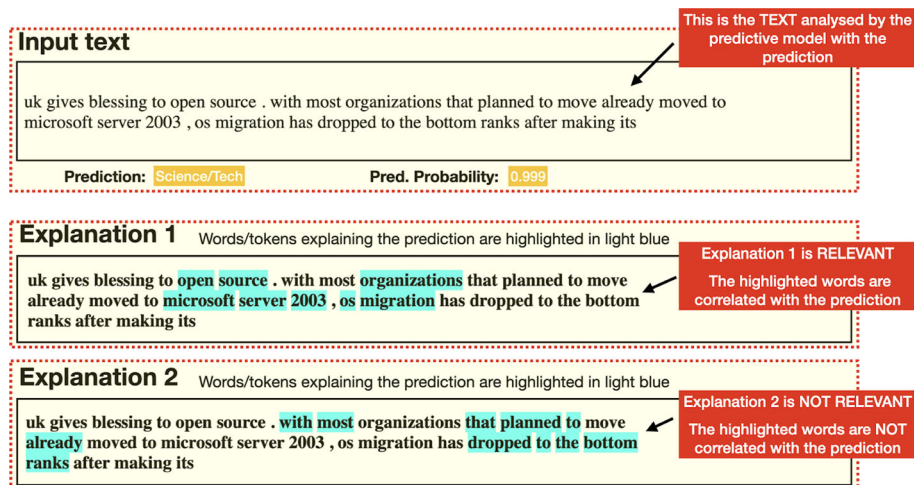 This is the TEXT analysed by the
predictive model with the
prediction
Input text
uk gives blessing to open source . with most organizations that planned to move already moved to
microsoft server 2003 , os migration has dropped to the bottom ranks after making its
Prediction: Science/Tech Pred. Probability: 0.999
Explanation 1 Words/tokens explaining the prediction are highlighted in light blue
uk gives blessing to open source . with most organizations that planned to move
already moved to microsoft server 2003 , os migration has dropped to the bottom
ranks after making its
Explanation 1 is RELEVANT
The highlighted words are
correlated with the prediction
Explanation 2 Words/tokens explaining the prediction are highlighted in light blue
uk gives blessing to open source . with most organizations that planned to move
already moved to microsoft server 2003 , os migration has dropped to the bottom
ranks after making its
Explanation 2 is NOT RELEVANT
The highlighted words are NOT
correlated with the prediction